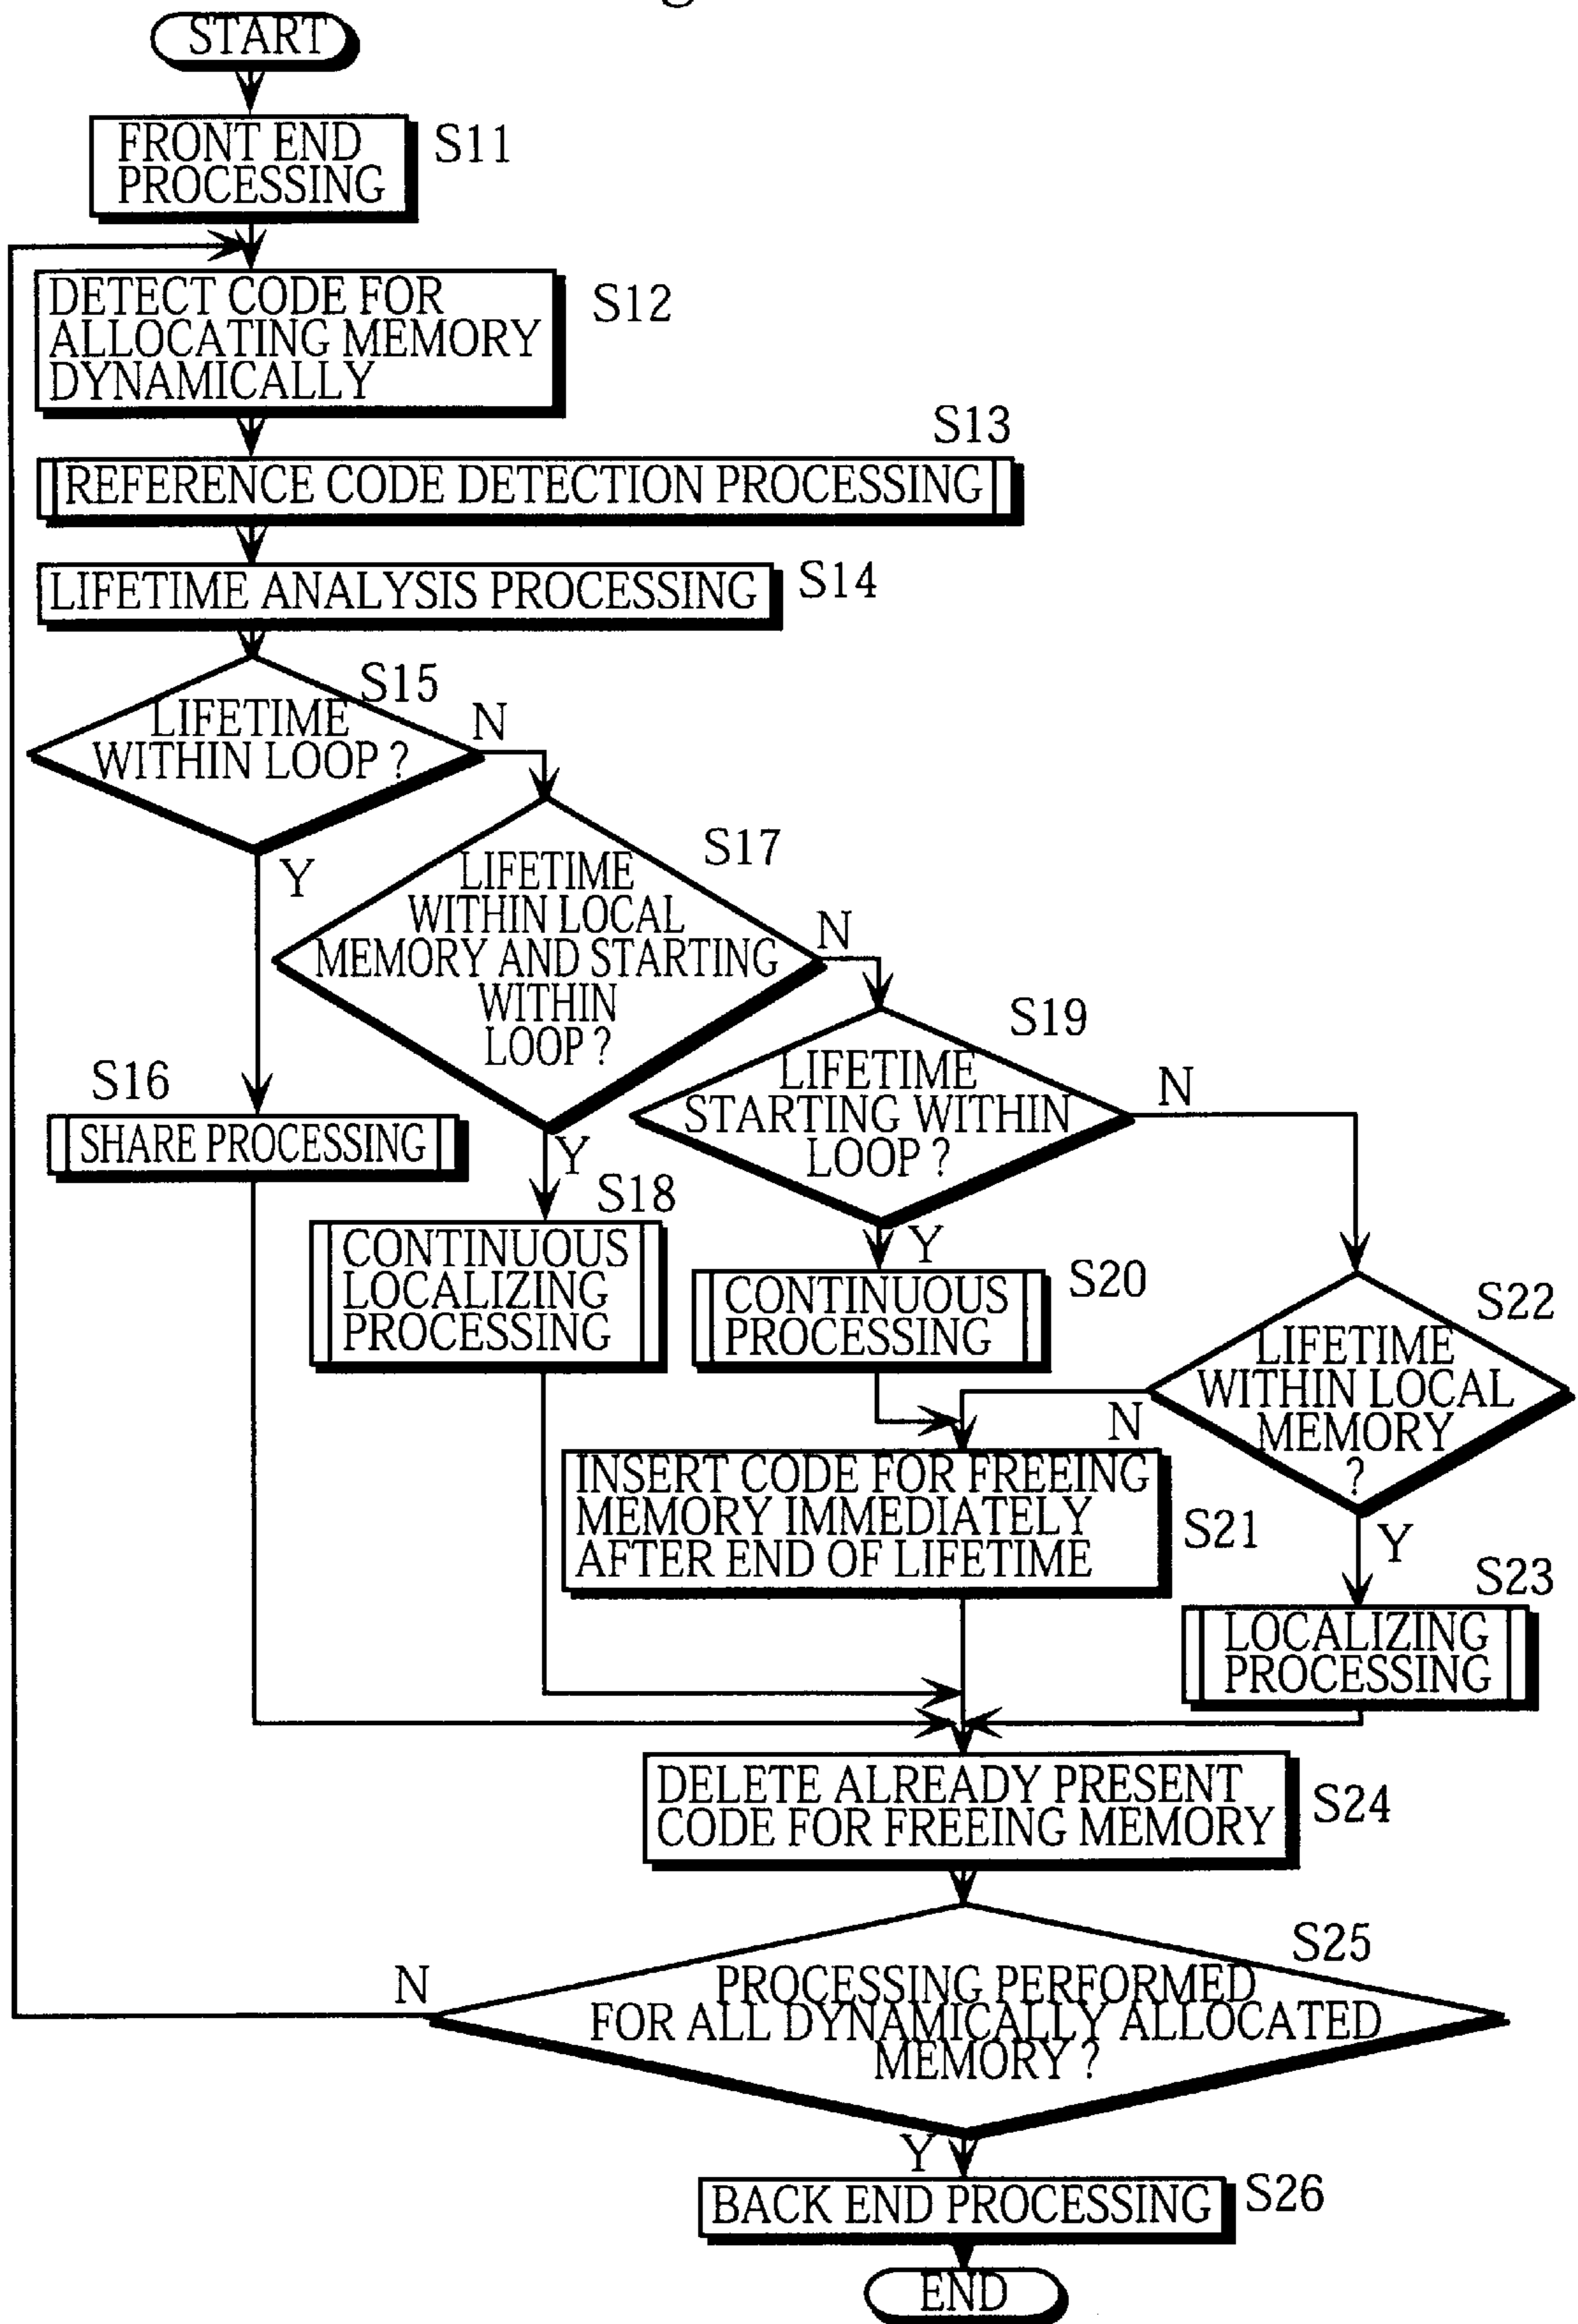 START
FRONT END
PROCESSING
S11
DETECT CODE FOR
ALLOCATING MEMORY
DYNAMICALLY
S12
S13
REFERENCE CODE DETECTION PROCESSING
LIFETIME ANALYSIS PROCESSING
S14
S15
LIFETIME
WITHIN LOOP ?
N
Y
S17
LIFETIME
WITHIN LOCAL
MEMORY AND STARTING
WITHIN
LOOP ?
N
Y
S16
SHARE PROCESSING
S19
LIFETIME
STARTING WITHIN
LOOP ?
N
Y
S18
CONTINUOUS
LOCALIZING
PROCESSING
S20
CONTINUOUS
PROCESSING
S22
LIFETIME
WITHIN LOCAL
MEMORY
?
N
Y
INSERT CODE FOR FREEING
MEMORY IMMEDIATELY
AFTER END OF LIFETIME
S21
S23
LOCALIZING
PROCESSING
DELETE ALREADY PRESENT
CODE FOR FREEING MEMORY
S24
S25
PROCESSING PERFORMED
FOR ALL DYNAMICALLY ALLOCATED
MEMORY ?
N
Y
BACK END PROCESSING
S26
END